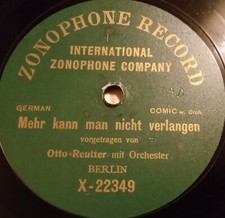 ZONOPHONE RECORD
INTERNATIONAL
ZONOPHONE COMPANY
GERMAN
COMIC w. Orch.
Mehr kann man nicht verlangen
vorgetragen von
Otto Reutter mit Orchester
BERLIN
X-22349